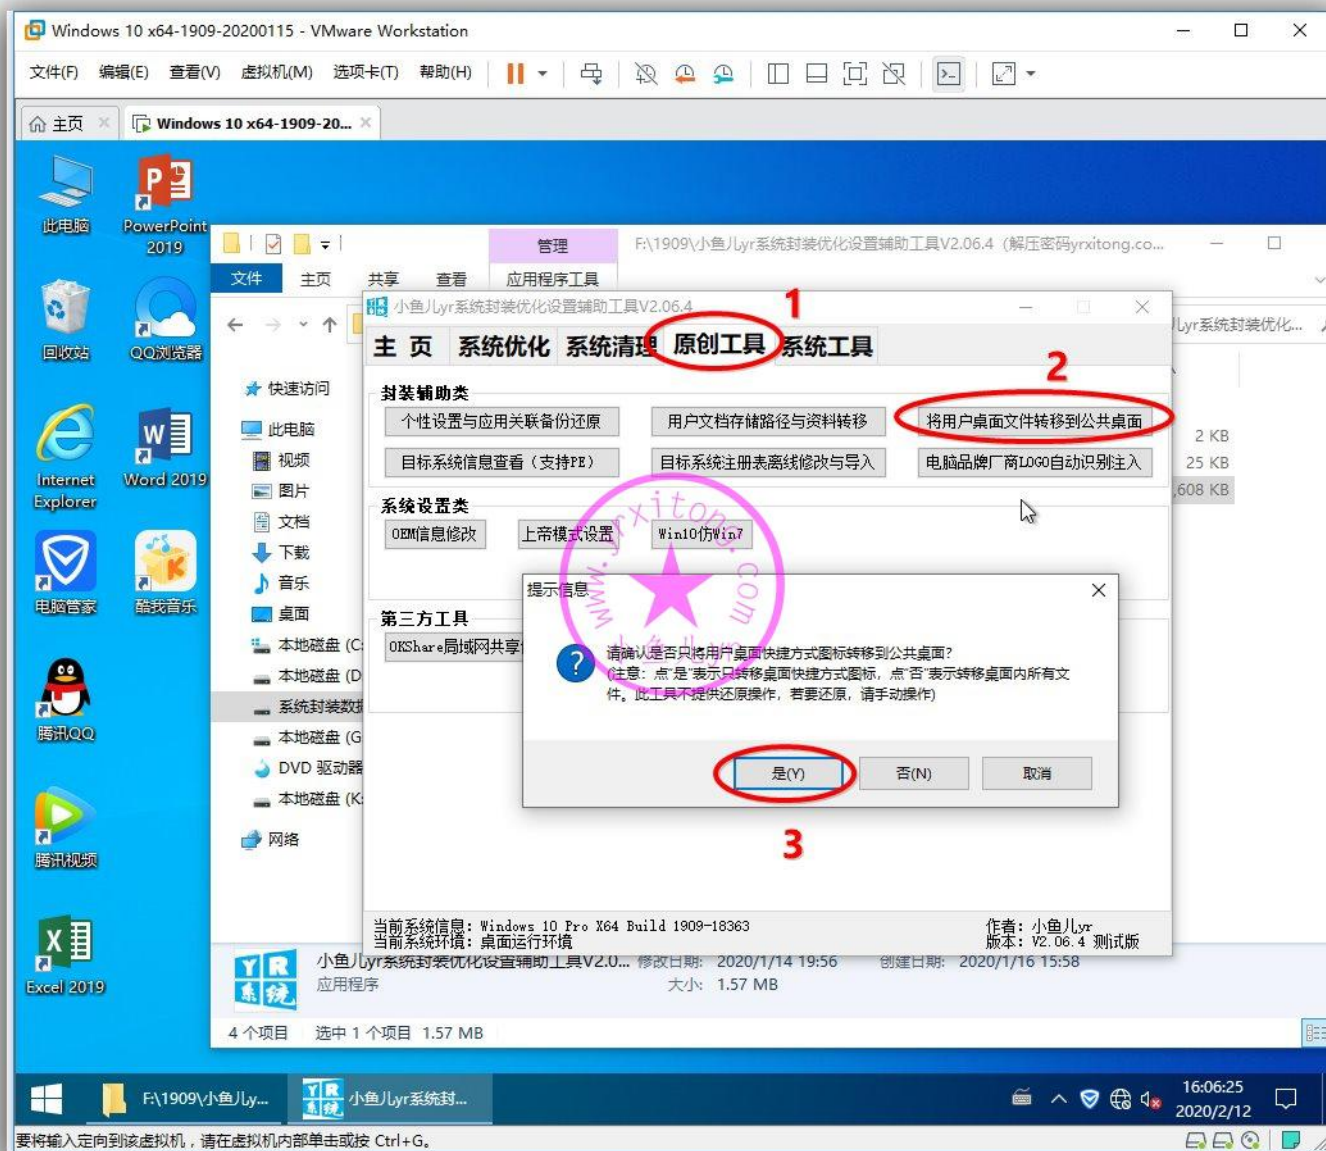 Windows 10 x64-1909-20200115 - VMware Workstation
文件(F) 编辑(E) 查看(V) 虚拟机(M) 选项卡(T) 帮助(H)
主页
Windows 10 x64-1909-20...
此电脑
PowerPoint 2019
回收站
QQ浏览器
Internet Explorer
Word 2019
电脑管家
酷我音乐
腾讯QQ
腾讯视频
Excel 2019
管理
F:\1909\小鱼儿yr系统封装优化设置辅助工具V2.06.4（解压密码yrxitong.co...
文件 主页 共享 查看 应用程序工具
yr系统封装优化...
快速访问
此电脑
视频
图片
文档
下载
音乐
桌面
本地磁盘 (C:
本地磁盘 (D
系统封装数据
本地磁盘 (G
DVD 驱动器
本地磁盘 (K:
网络
2 KB
25 KB
,608 KB
小鱼儿yr系统封装优化设置辅助工具V2.06.4
1
主 页 系统优化 系统清理 原创工具 系统工具
2
封装辅助类
个性设置与应用关联备份还原 用户文档存储路径与资料转移 将用户桌面文件转移到公共桌面
目标系统信息查看（支持PE） 目标系统注册表离线修改与导入 电脑品牌厂商LOGO自动识别注入
系统设置类
OEM信息修改 上帝模式设置 Win10仿Win7
第三方工具
OKShare局域网共享
www.yrxitong.com
小鱼儿yr
提示信息
请确认是否只将用户桌面快捷方式图标转移到公共桌面?
(注意：点"是"表示只转移桌面快捷方式图标，点"否"表示转移桌面内所有文
件。此工具不提供还原操作，若要还原，请手动操作)
是(Y) 否(N) 取消
3
当前系统信息：Windows 10 Pro X64 Build 1909-18363
当前系统环境：桌面运行环境
作者：小鱼儿yr
版本：V2.06.4 测试版
YR系统
小鱼儿yr系统封装优化设置辅助工具V2.0... 修改日期: 2020/1/14 19:56 创建日期: 2020/1/16 15:58
应用程序 大小: 1.57 MB
4 个项目 选中 1 个项目 1.57 MB
F:\1909\小鱼儿y...
YR系统
小鱼儿yr系统封...
16:06:25
2020/2/12
要将输入定向到该虚拟机，请在虚拟机内部单击或按 Ctrl+G。